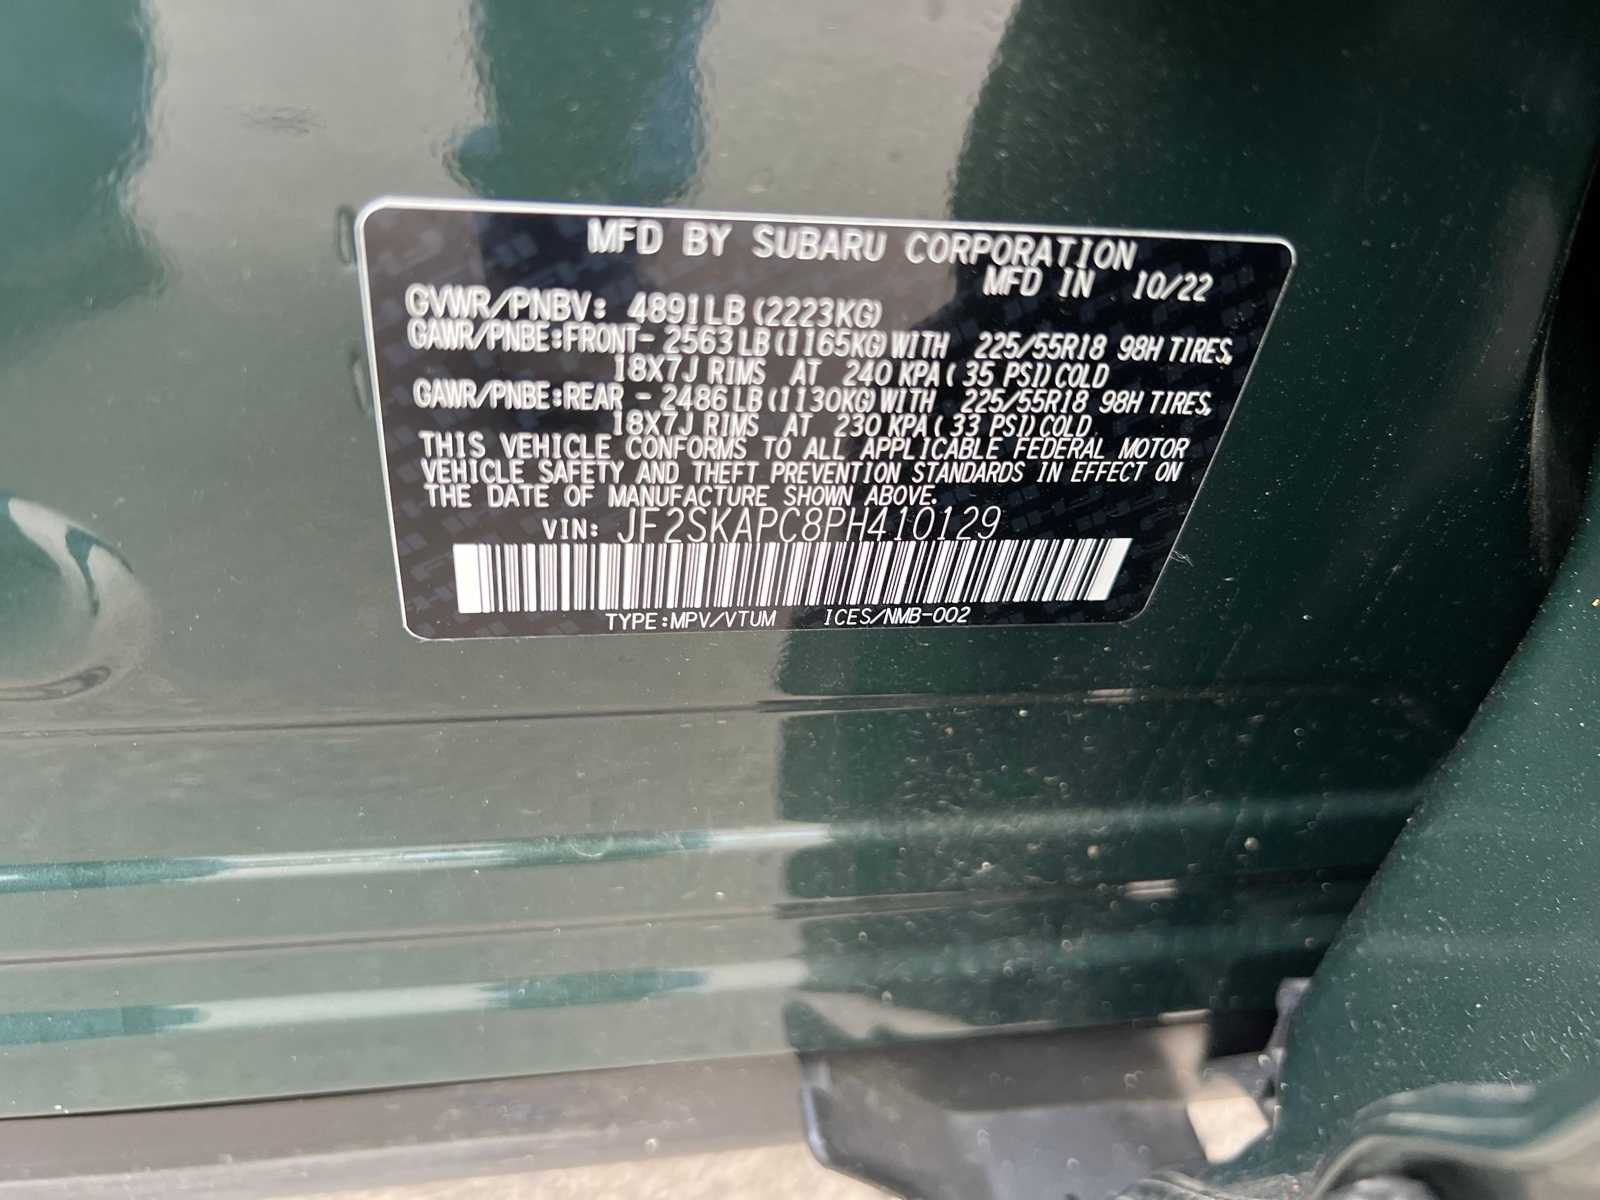 MFD BY SUBARU CORPORATION
MFD IN 10/22
GVWR/PNBV: 4891LB(2223KG)
GAWR/PNBE:FRONT- 2563LB(1165KG)WITH 225/55R18 98H TIRES,
18X7J RIMS AT 240 KPA( 35 PSI)COLD
GAWR/PNBE:REAR - 2486LB(1130KG)WITH 225/55R18 98H TIRES,
18X7J RIMS AT 230 KPA( 33 PSI)COLD
THIS VEHICLE CONFORMS TO ALL APPLICABLE FEDERAL MOTOR
VEHICLE SAFETY AND THEFT PREVENTION STANDARDS IN EFFECT ON
THE DATE OF MANUFACTURE SHOWN ABOVE.
VIN: JF2SKAPC8PH410129
TYPE:MPV/VTUM ICES/NMB-002